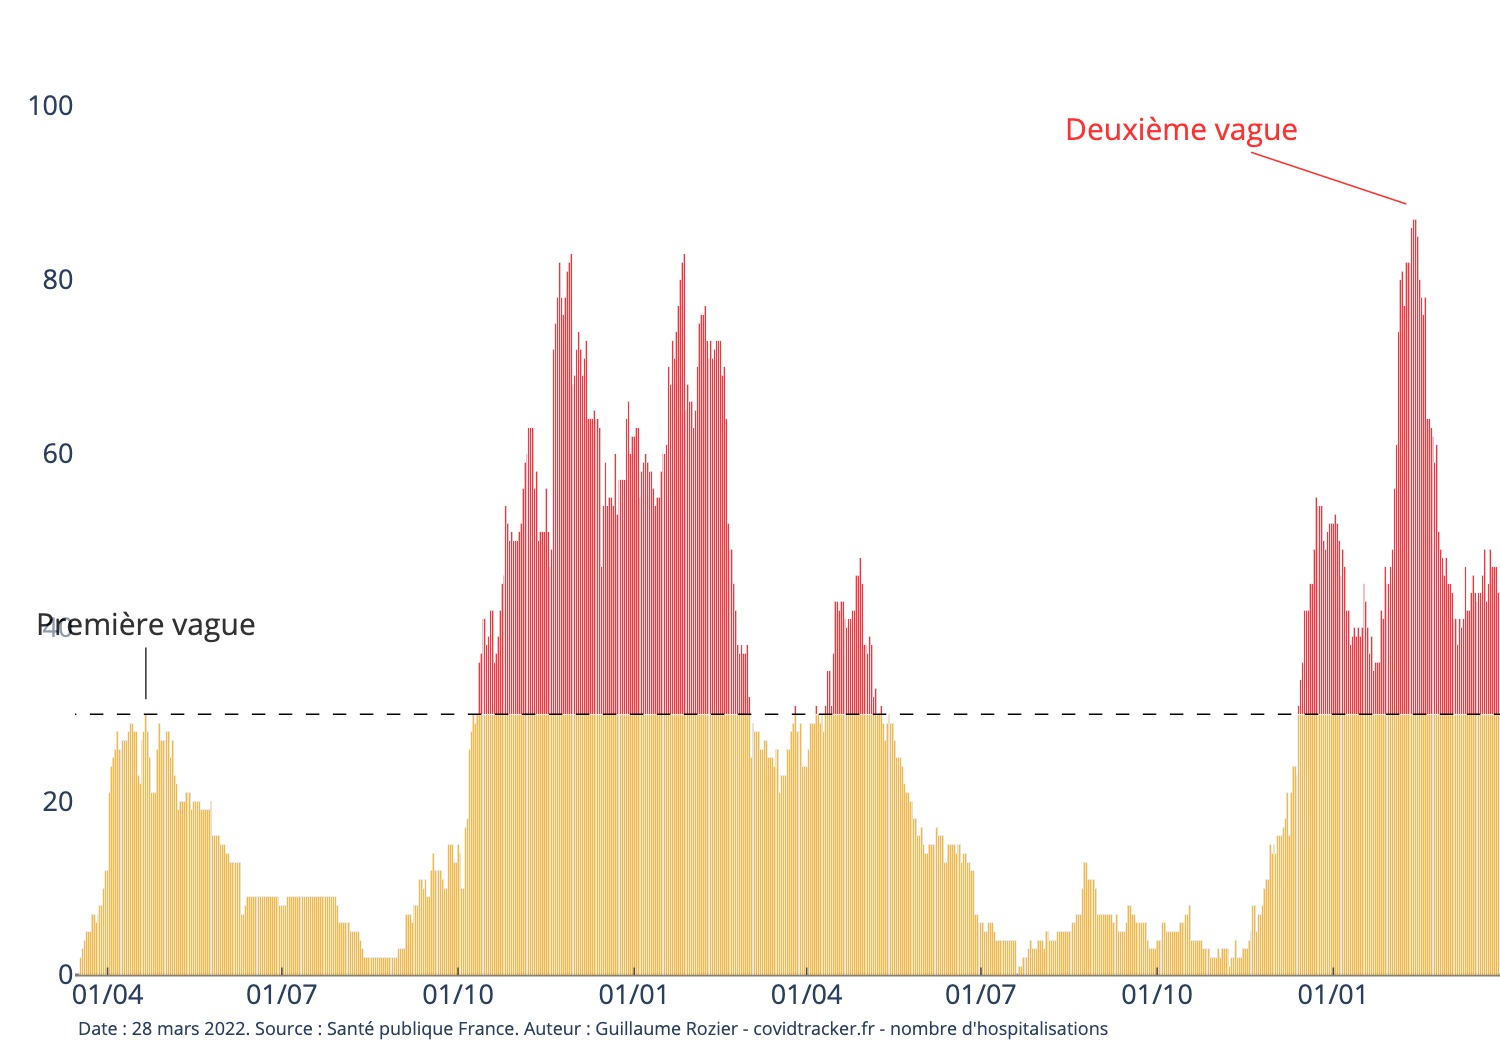 100
Deuxième vague
80
60
Première vague
40
20
0
01/04 01/07 01/10 01/01 01/04 01/07 01/10 01/01
Date : 28 mars 2022. Source : Santé publique France. Auteur : Guillaume Rozier - covidtracker.fr - nombre d'hospitalisations